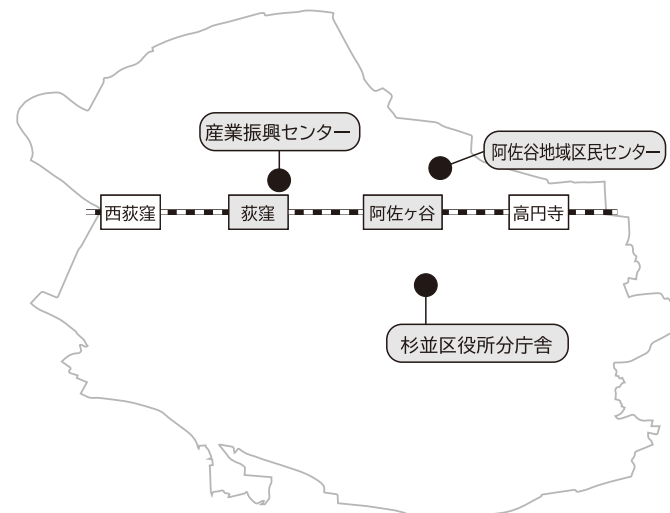 産業振興センター
阿佐谷地域区民センター
西荻窪
荻窪
阿佐ヶ谷
高円寺
杉並区役所分庁舎